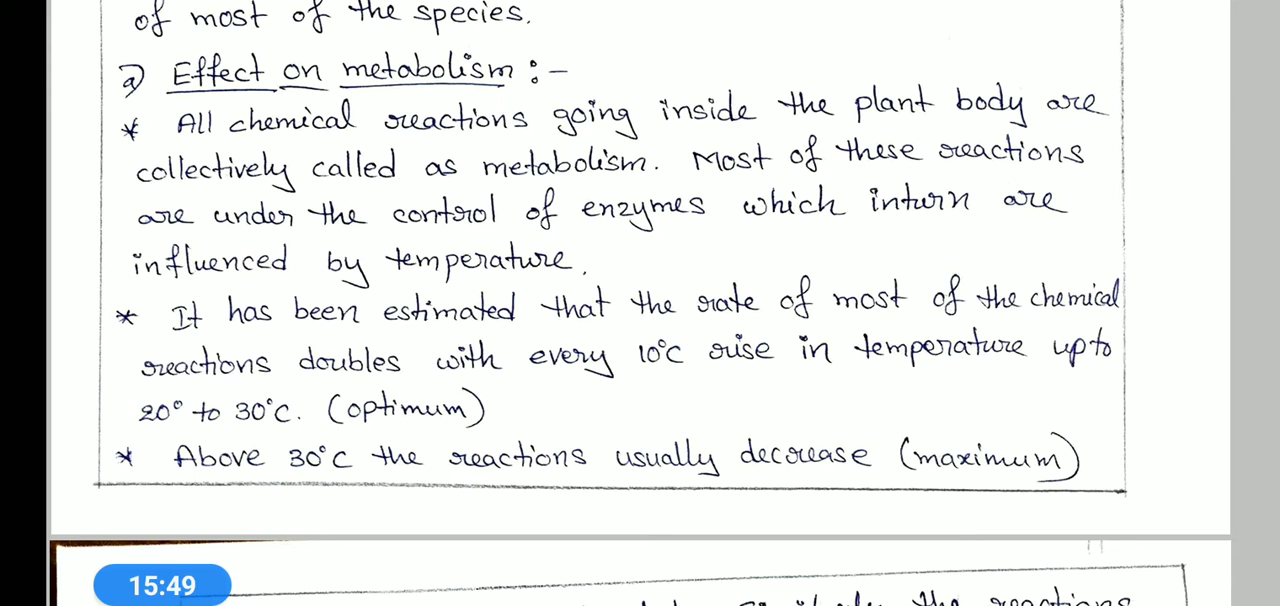 of most of the species.
a) Effect on metabolism :-
* All chemical reactions going inside the plant body are
collectively called as metabolism. Most of these reactions
are under the control of enzymes which inturn are
influenced by temperature.
* It has been estimated that the rate of most of the chemical
reactions doubles with every 10°C rise in temperature upto
20° to 30°C. (optimum)
* Above 30°C the reactions usually decrease (maximum)
15:49
the reactions